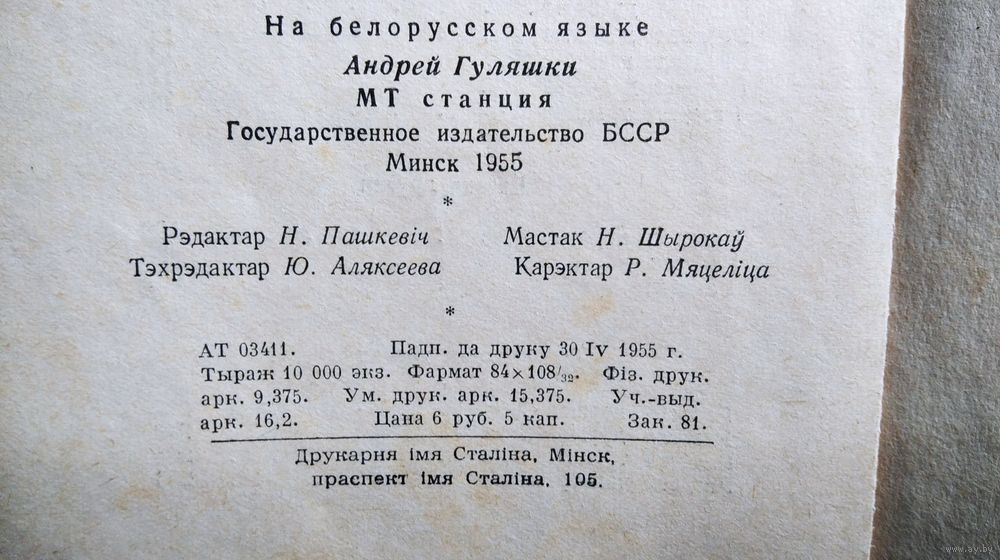 На белорусском языке
Андрей Гуляшки
МТ станция
Государственное издательство БССР
Минск 1955
*
Рэдактар Н. Пашкевіч Мастак Н. Шырокаў
Тэхрэдактар Ю. Аляксеева Карэктар Р. Мяцеліца
*
АТ 03411. Падп. да друку 30 IV 1955 г.
Тыраж 10 000 экз. Фармат 84×108/32. Фіз. друк.
арк. 9,375. Ум. друк. арк. 15,375. Уч.-выд.
арк. 16,2. Цана 6 руб. 5 кап. Зак. 81.
Друкарня імя Сталіна, Мінск,
праспект імя Сталіна, 105.
www.ay.by